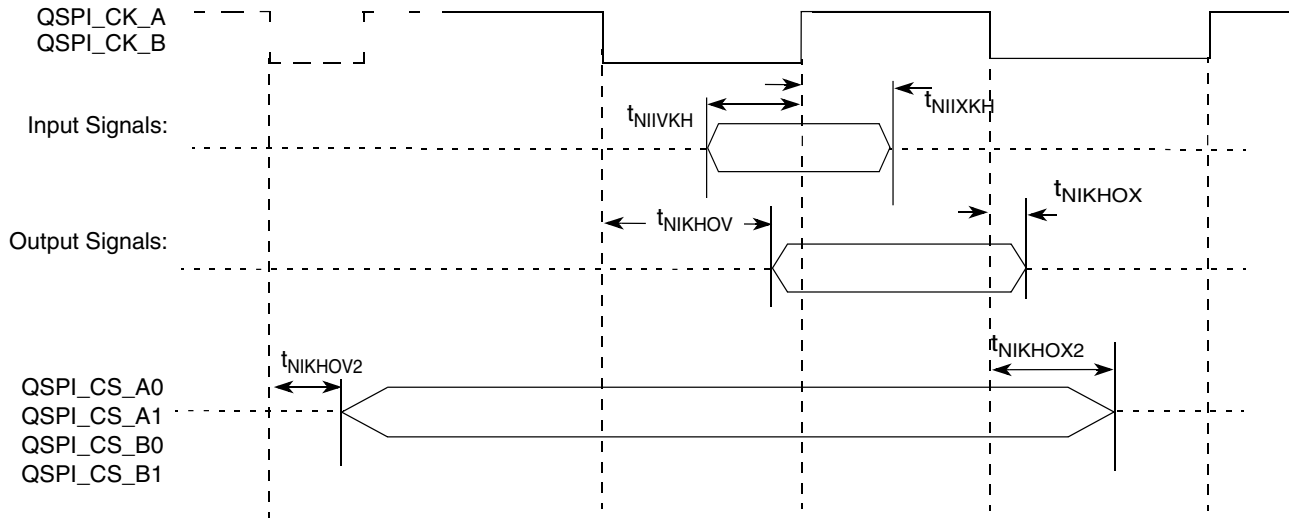 QSPI_CK_A
QSPI_CK_B
tNIIVKH
tNIIXKH
Input Signals:
tNIKHOX
tNIKHOV
Output Signals:
tNIKHOV2
tNIKHOX2
QSPI_CS_A0
QSPI_CS_A1
QSPI_CS_B0
QSPI_CS_B1